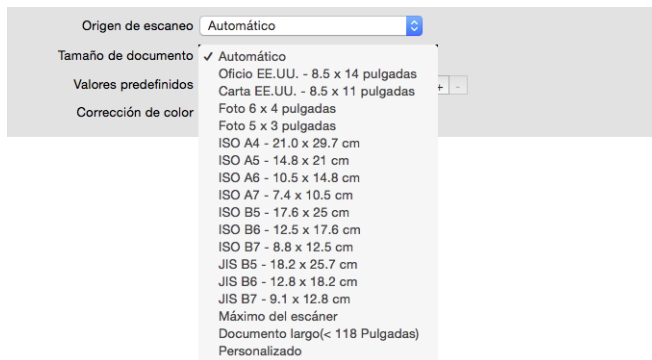 Origen de escaneo Automático
Tamaño de documento ✓ Automático
Oficio EE.UU. - 8.5 x 14 pulgadas
Valores predefinidos Carta EE.UU. - 8.5 x 11 pulgadas + -
Foto 6 x 4 pulgadas
Corrección de color Foto 5 x 3 pulgadas
ISO A4 - 21.0 x 29.7 cm
ISO A5 - 14.8 x 21 cm
ISO A6 - 10.5 x 14.8 cm
ISO A7 - 7.4 x 10.5 cm
ISO B5 - 17.6 x 25 cm
ISO B6 - 12.5 x 17.6 cm
ISO B7 - 8.8 x 12.5 cm
JIS B5 - 18.2 x 25.7 cm
JIS B6 - 12.8 x 18.2 cm
JIS B7 - 9.1 x 12.8 cm
Máximo del escáner
Documento largo(< 118 Pulgadas)
Personalizado